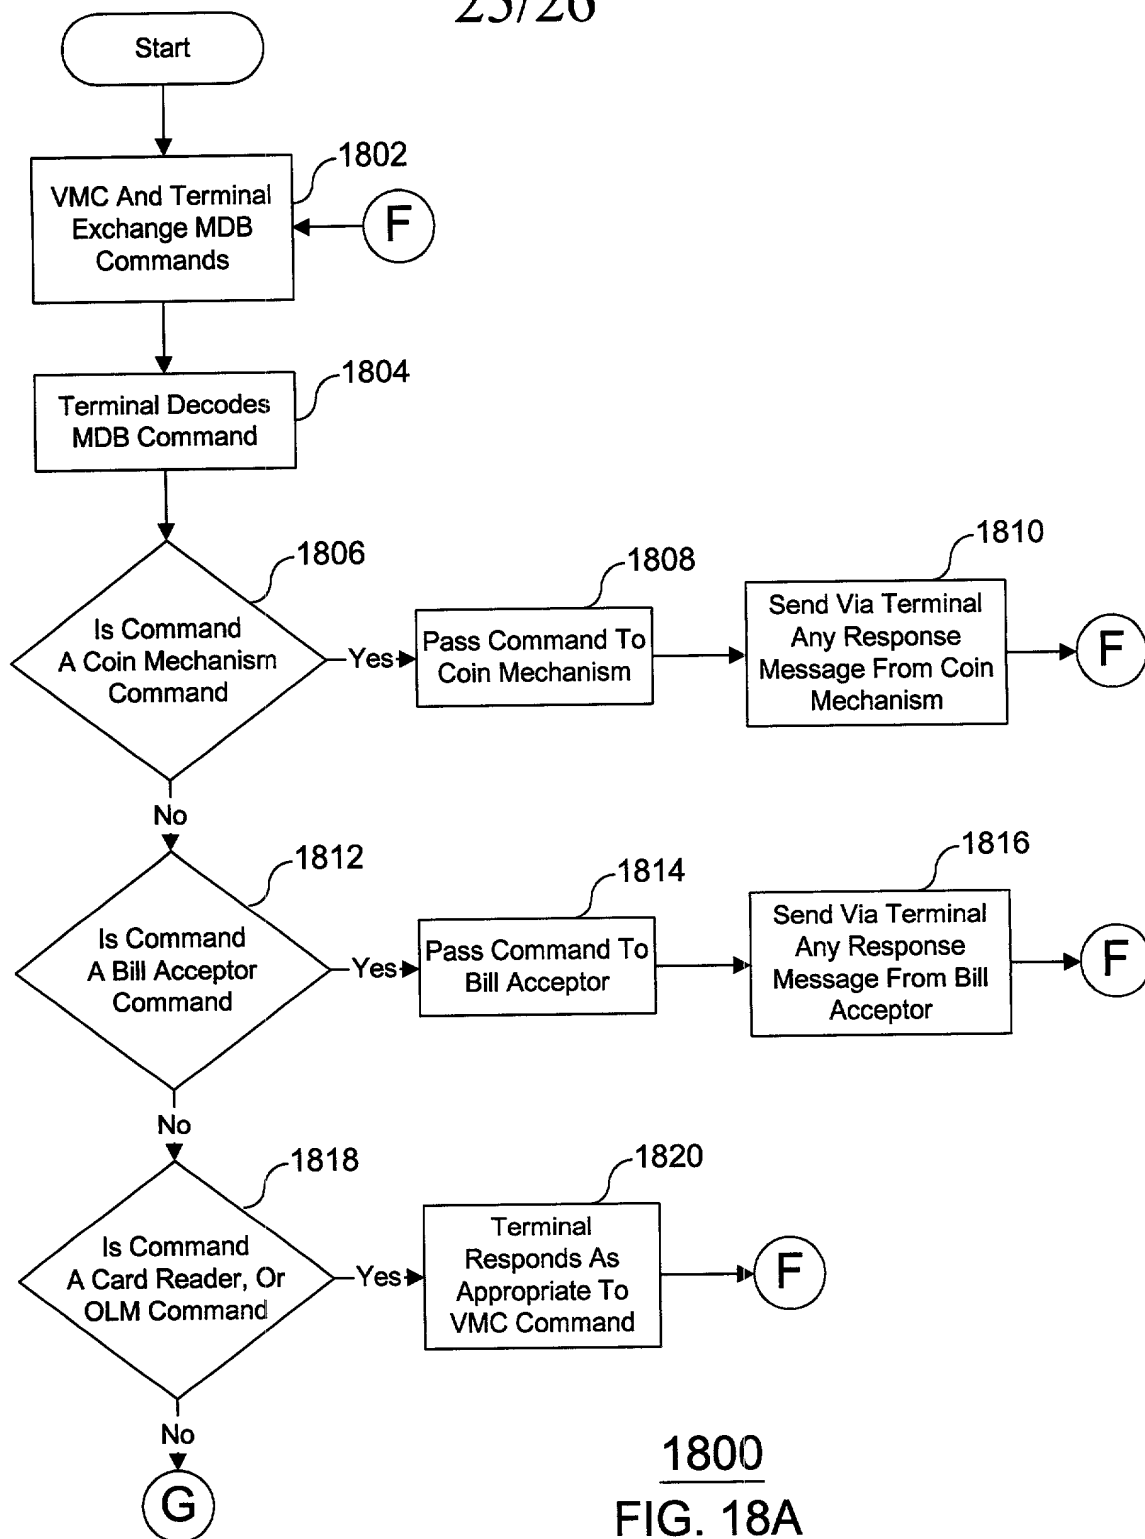 25/26
Start
1802
VMC And Terminal
Exchange MDB
Commands
F
1804
Terminal Decodes
MDB Command
1806
Is Command
A Coin Mechanism
Command
Yes
1808
Pass Command To
Coin Mechanism
1810
Send Via Terminal
Any Response
Message From Coin
Mechanism
F
No
1812
Is Command
A Bill Acceptor
Command
Yes
1814
Pass Command To
Bill Acceptor
1816
Send Via Terminal
Any Response
Message From Bill
Acceptor
F
No
1818
Is Command
A Card Reader, Or
OLM Command
Yes
1820
Terminal
Responds As
Appropriate To
VMC Command
F
No
G
1800
FIG. 18A